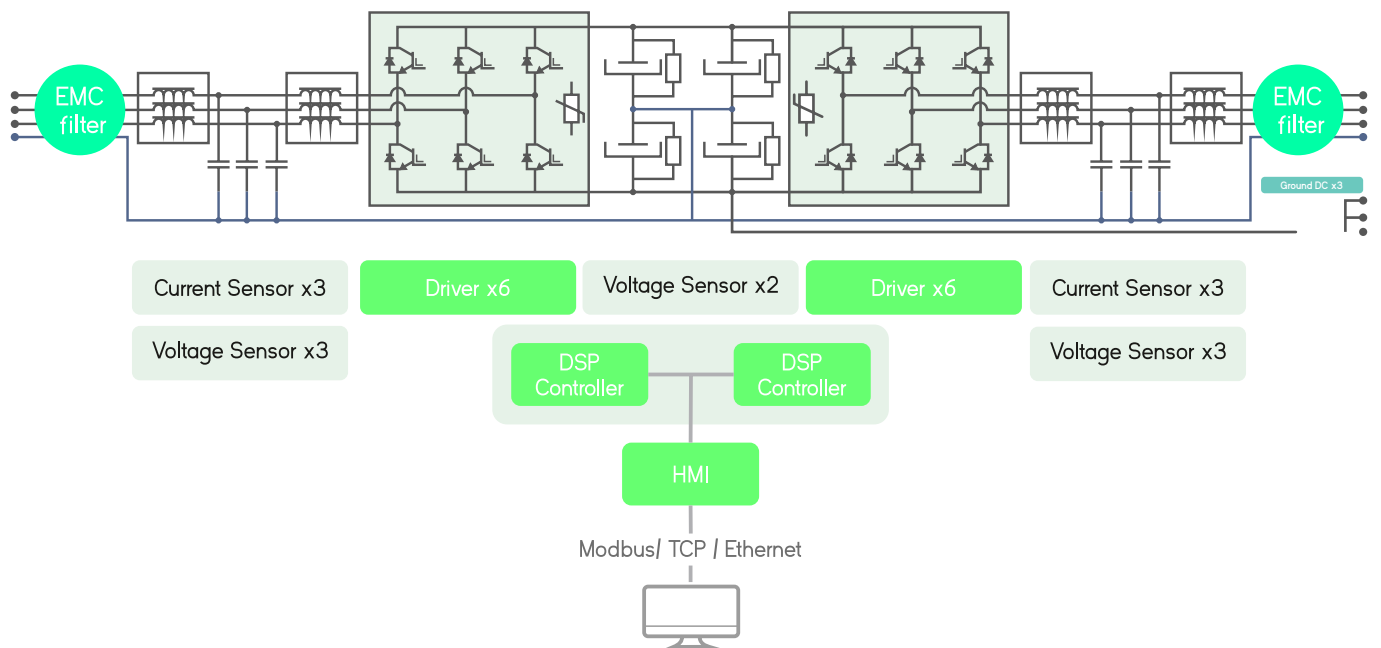 EMC
filter
EMC
filter
Ground DC x3
Current Sensor x3
Driver x6
Voltage Sensor x2
Driver x6
Current Sensor x3
Voltage Sensor x3
Voltage Sensor x3
DSP
Controller
DSP
Controller
HMI
Modbus/ TCP / Ethernet